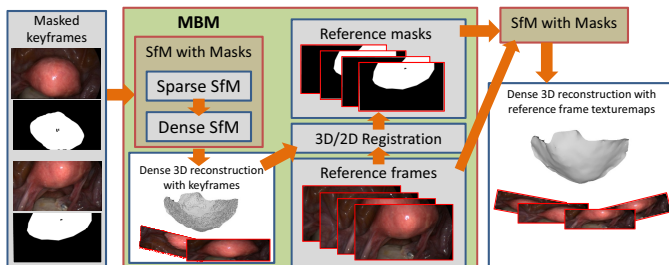 Masked
keyframes
MBM
SfM with Masks
Sparse SfM
Dense SfM
Dense 3D reconstruction
with keyframes
Reference masks
3D/2D Registration
Reference frames
SfM with Masks
Dense 3D reconstruction with
reference frame texturemaps